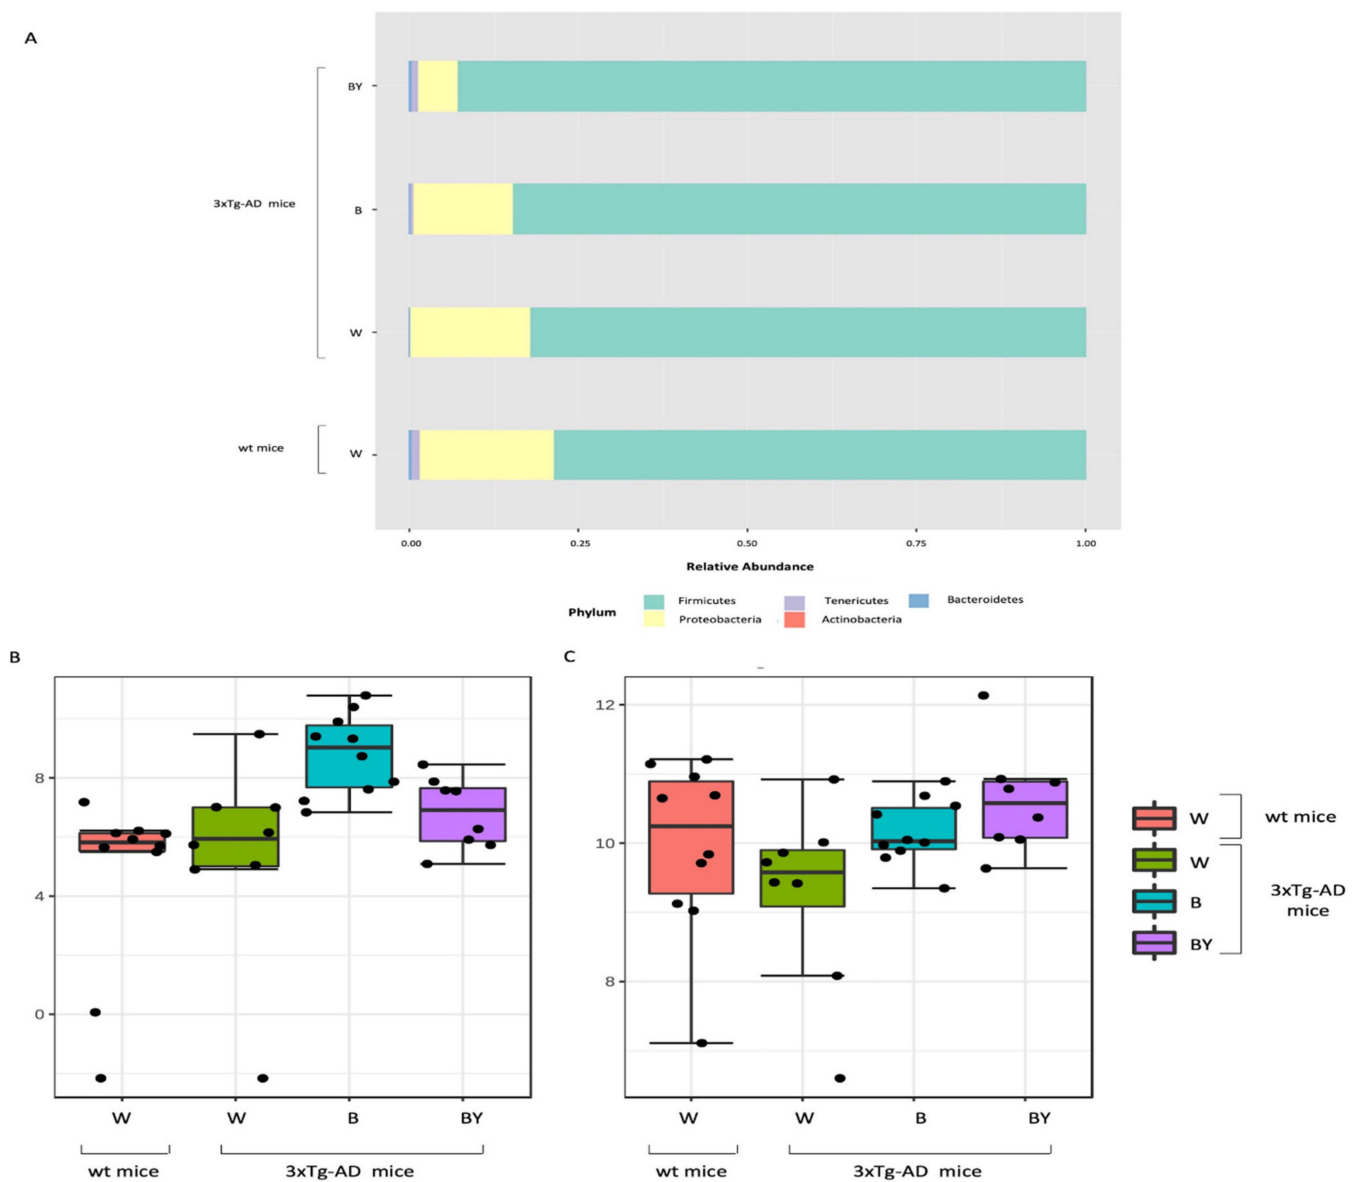 A
BY
3xTg-AD mice
B
W
wt mice
W
0.00 0.25 0.50 0.75 1.00
Relative Abundance
Phylum
Firmicutes Tenericutes Bacteroidetes
Proteobacteria Actinobacteria
B
8
4
0
W W B BY
wt mice 3xTg-AD mice
C
12
10
8
W W B BY
wt mice 3xTg-AD mice
W wt mice
W
B 3xTg-AD
mice
BY